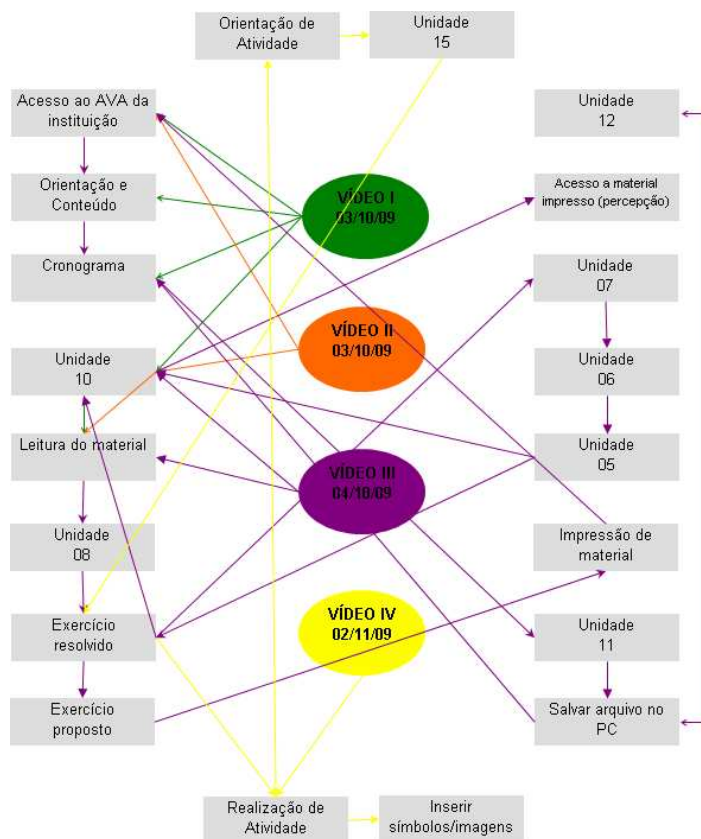 Orientação de
Atividade
Unidade
15
Acesso ao AVA da
instituição
Unidade
12
Orientação e
Conteúdo
VÍDEO I
03/10/09
Acesso a material
impresso (percepção)
Cronograma
Unidade
07
VÍDEO II
03/10/09
Unidade
10
Unidade
06
Leitura do material
Unidade
05
VÍDEO III
04/10/09
Unidade
08
Impressão de
material
VÍDEO IV
02/11/09
Exercício
resolvido
Unidade
11
Exercício
proposto
Salvar arquivo no
PC
Realização de
Atividade
Inserir
símbolos/imagens